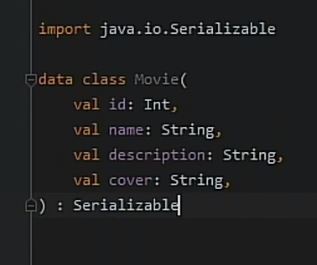 import java.io.Serializable
data class Movie(
val id: Int,
val name: String,
val description: String,
val cover: String,
) : Serializable